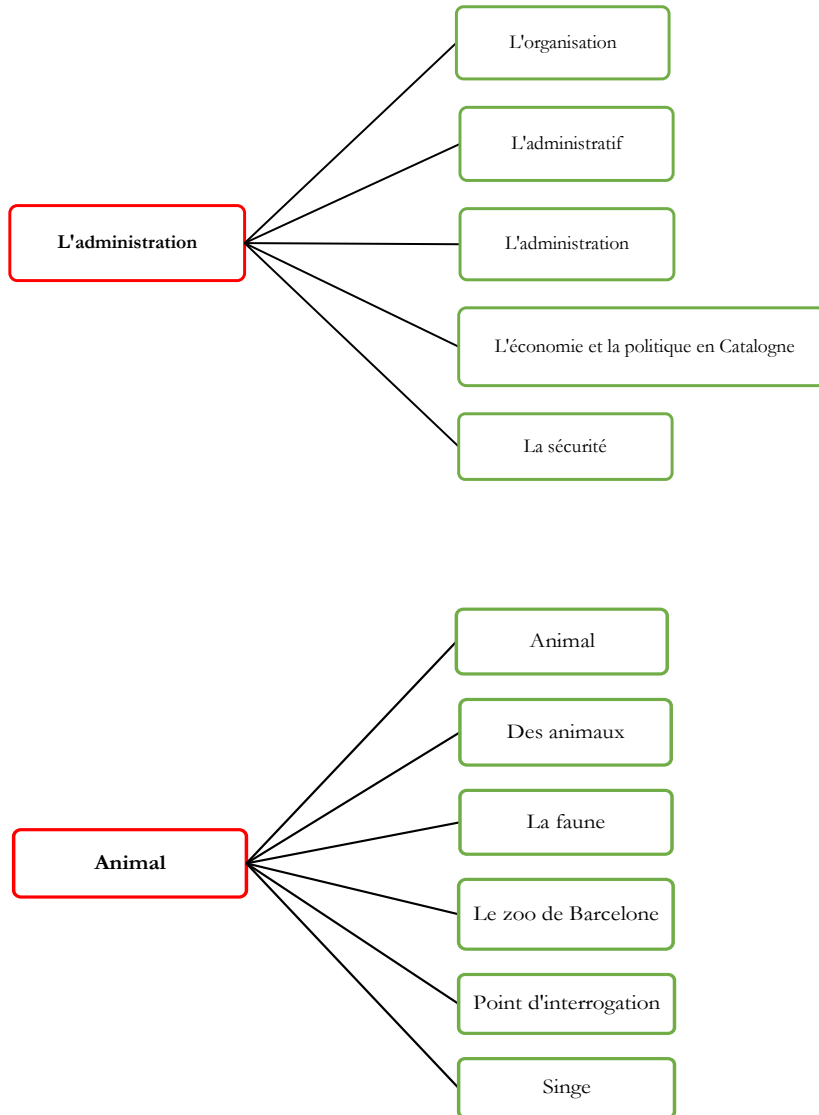 L'organisation
L'administratif
L'administration
L'administration
L'économie et la politique en Catalogne
La sécurité
Animal
Des animaux
La faune
Animal
Le zoo de Barcelone
Point d'interrogation
Singe